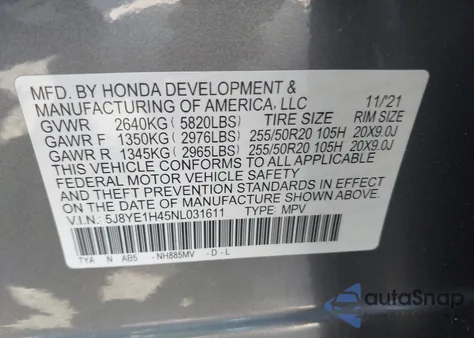 MFD. BY HONDA DEVELOPMENT &
MANUFACTURING OF AMERICA, LLC 11/21
GVWR 2640KG ( 5820LBS) TIRE SIZE RIM SIZE
GAWR F 1350KG ( 2976LBS) 255/50R20 105H 20X9.0J
GAWR R 1345KG ( 2965LBS) 255/50R20 105H 20X9.0J
THIS VEHICLE CONFORMS TO ALL APPLICABLE
FEDERAL MOTOR VEHICLE SAFETY
AND THEFT PREVENTION STANDARDS IN EFFECT
ON THE DATE OF MANUFACTURE SHOWN ABOVE.
V.I.N.: 5J8YE1H45NL031611 TYPE: MPV
TYA N AB5 - NH885MV - D - L
autoSnap